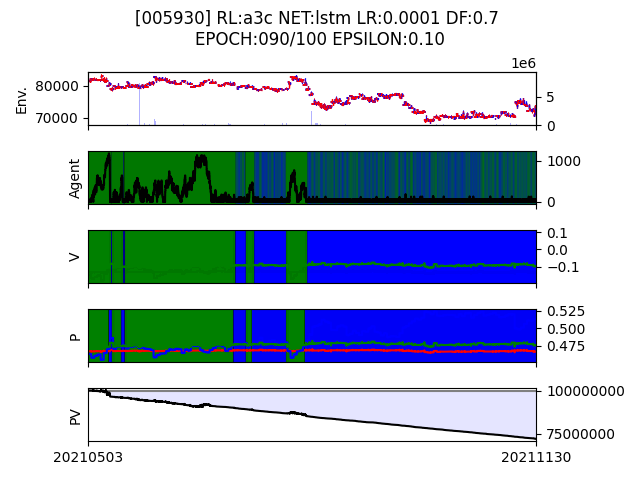 [005930] RL:a3c NET:lstm LR:0.0001 DF:0.7
EPOCH:090/100 EPSILON:0.10
1e6
Env.
80000
70000
5
0
Agent
1000
0
V
0.1
0.0
−0.1
P
0.525
0.500
0.475
PV
100000000
75000000
20210503
20211130